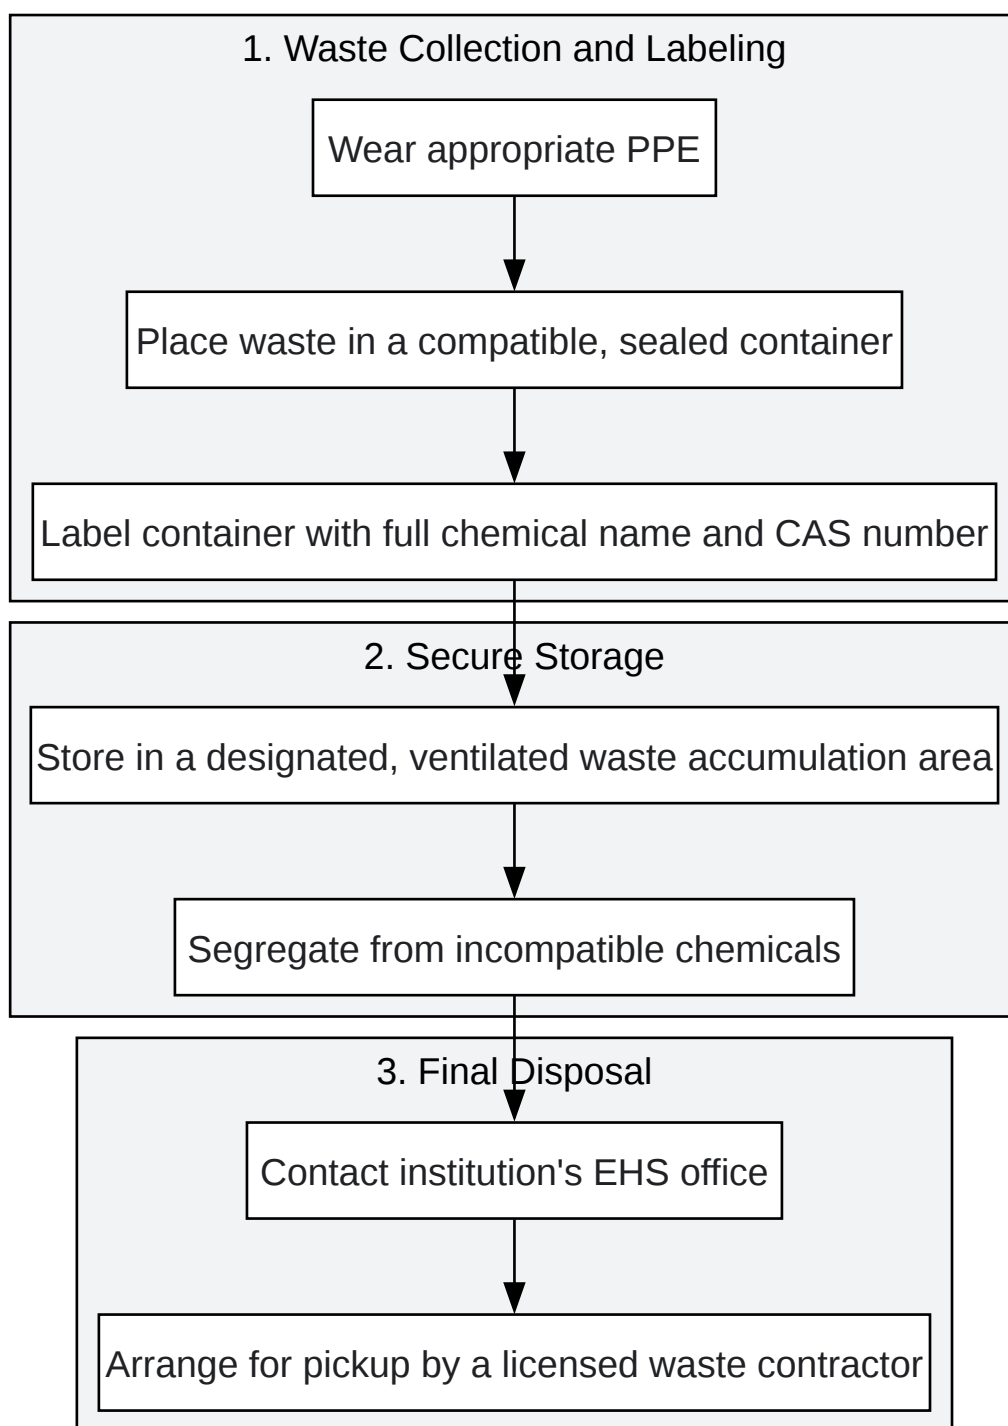 1. Waste Collection and Labeling
Wear appropriate PPE
Place waste in a compatible, sealed container
Label container with full chemical name and CAS number
2. Secure Storage
Store in a designated, ventilated waste accumulation area
Segregate from incompatible chemicals
3. Final Disposal
Contact institution's EHS office
Arrange for pickup by a licensed waste contractor